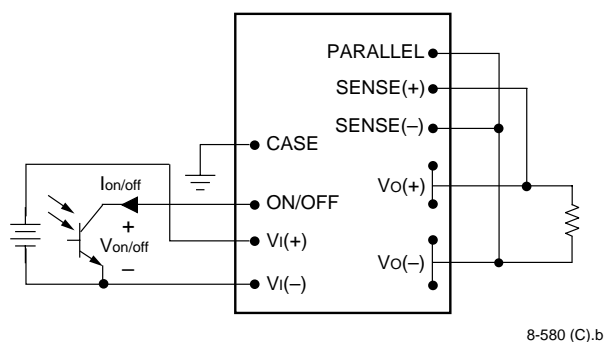 PARALLEL
SENSE(+)
SENSE(–)
CASE
VO(+)
Ion/off
ON/OFF
+
Von/off
VI(+)
–
VO(–)
VI(–)
8-580 (C).b